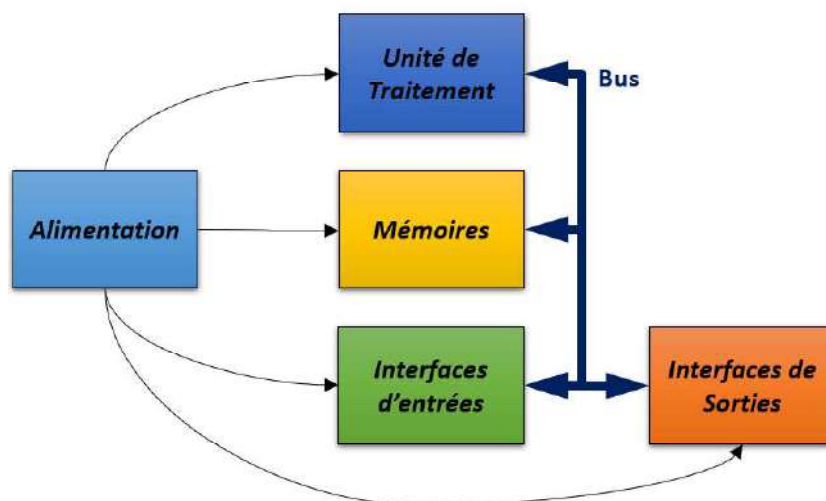 Unité de
Traitement
Bus
Alimentation
Mémoires
Interfaces
d’entrées
Interfaces de
Sorties